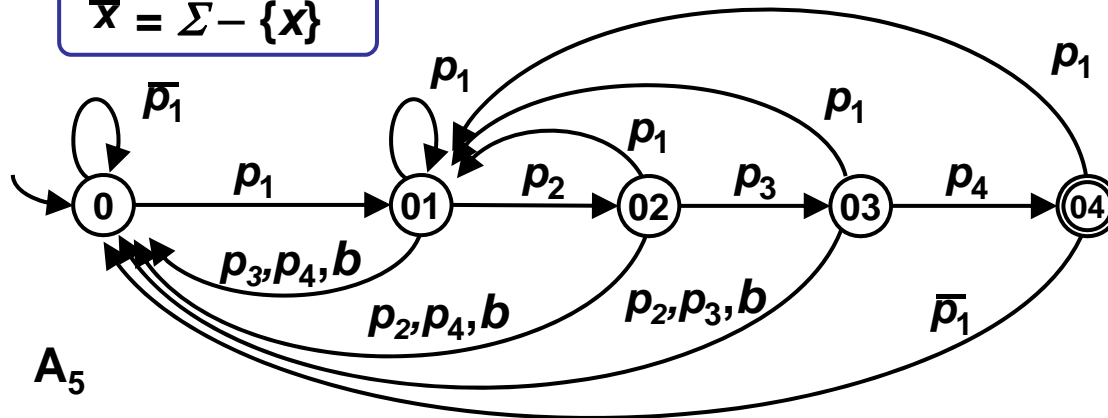 x̅ = Σ – {x}
p₁
p₁
p̅₁
p₁
p₁
p₁
p₂
p₃
p₄
0
01
02
03
04
p₃,p₄,b
p₂,p₄,b
p₂,p₃,b
p̅₁
A₅